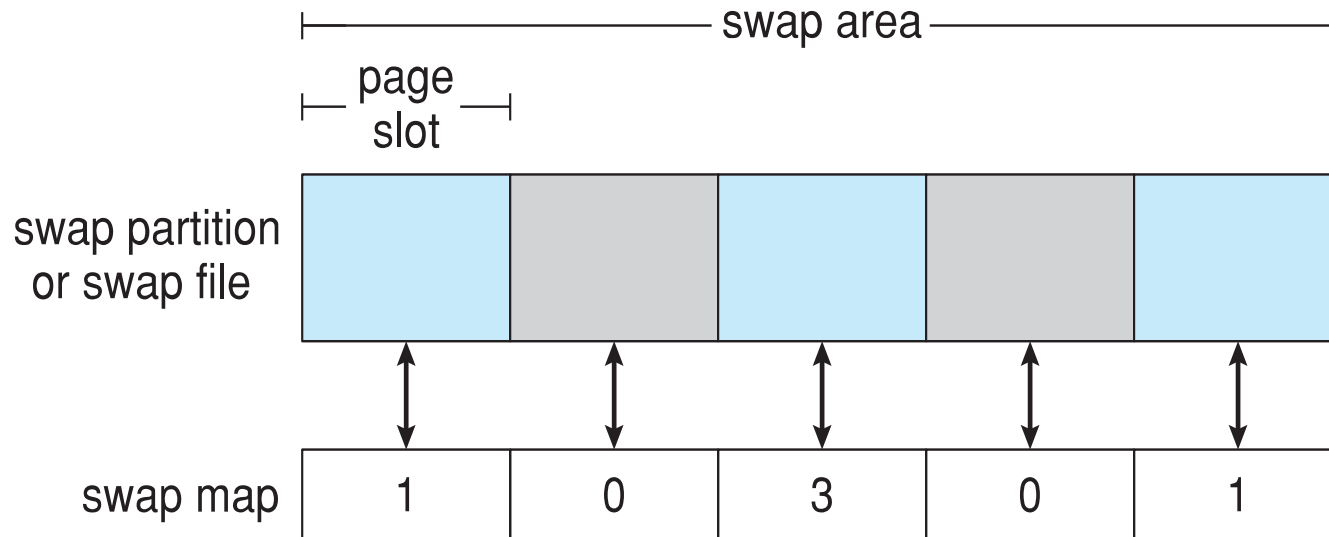 swap area
page
slot
swap partition
or swap file
swap map 1 0 3 0 1